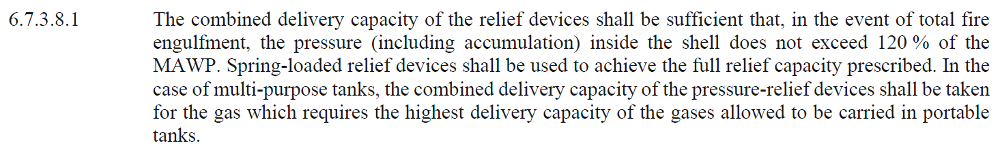 6.7.3.8.1 The combined delivery capacity of the relief devices shall be sufficient that, in the event of total fire
engulfment, the pressure (including accumulation) inside the shell does not exceed 120 % of the
MAWP. Spring-loaded relief devices shall be used to achieve the full relief capacity prescribed. In the
case of multi-purpose tanks, the combined delivery capacity of the pressure-relief devices shall be taken
for the gas which requires the highest delivery capacity of the gases allowed to be carried in portable
tanks.